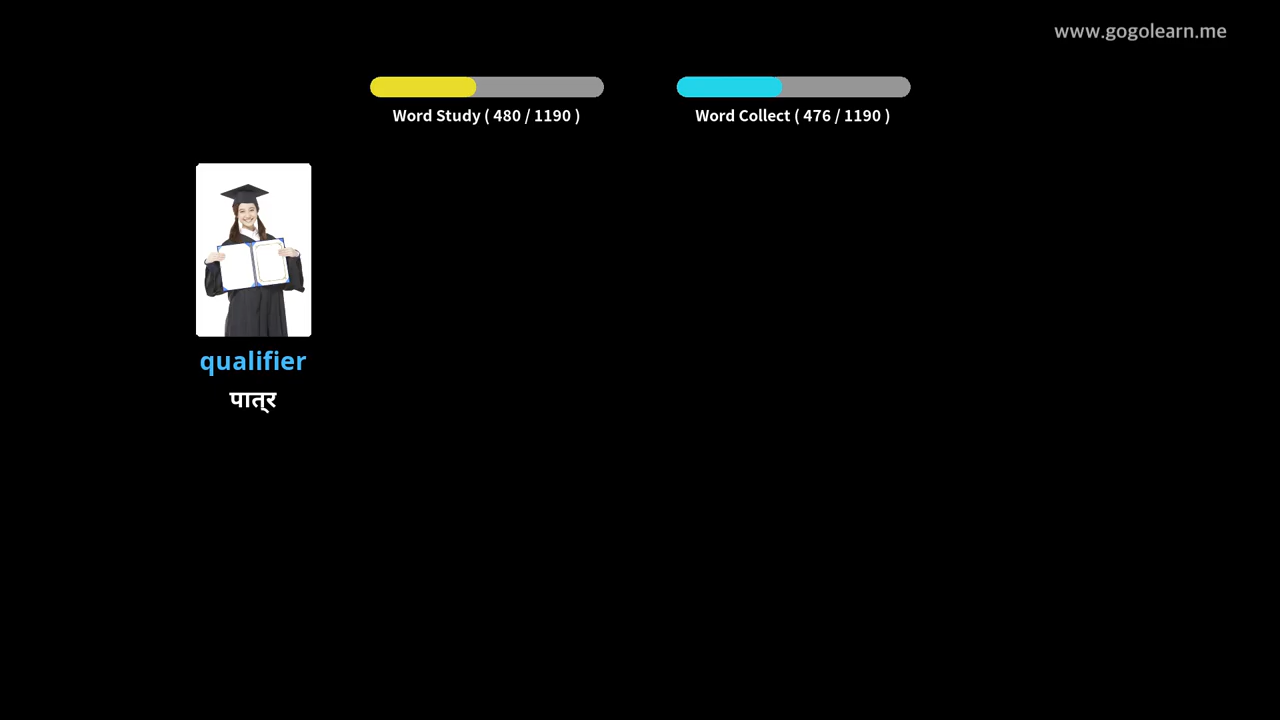 www.gogolearn.me
Word Study ( 480 / 1190 )
Word Collect ( 476 / 1190 )
qualifier
पात्र